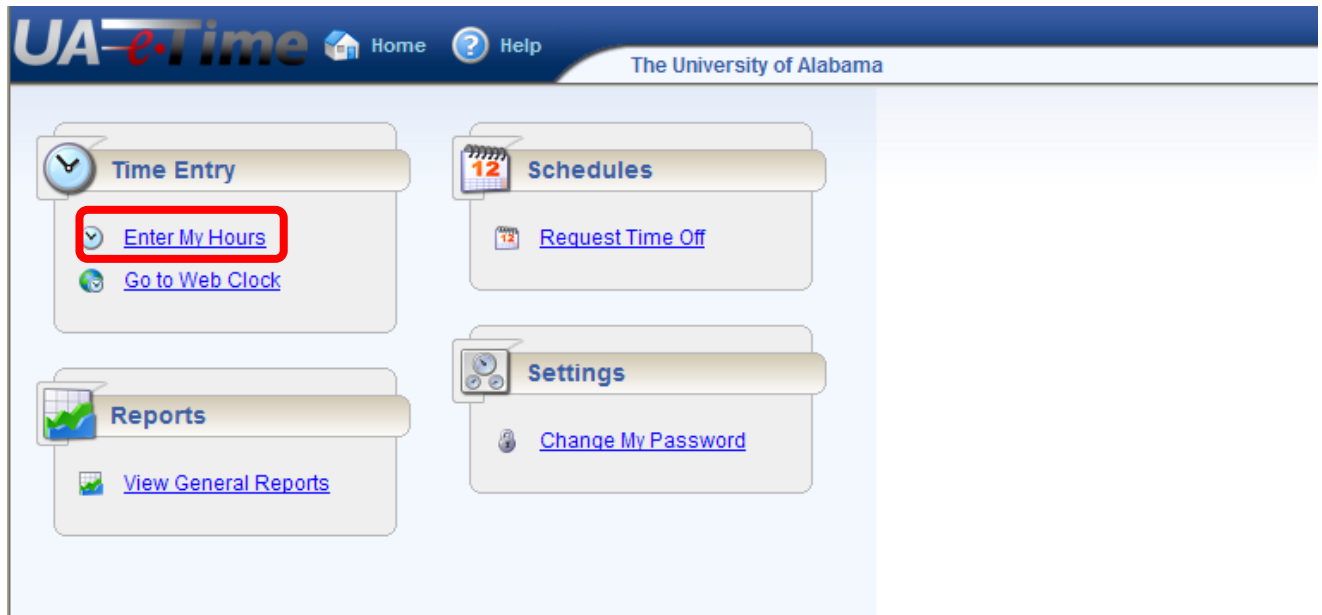 UA-e-Time Home Help
The University of Alabama
Time Entry
Enter My Hours
Go to Web Clock
12 Schedules
12 Request Time Off
Reports
View General Reports
Settings
Change My Password